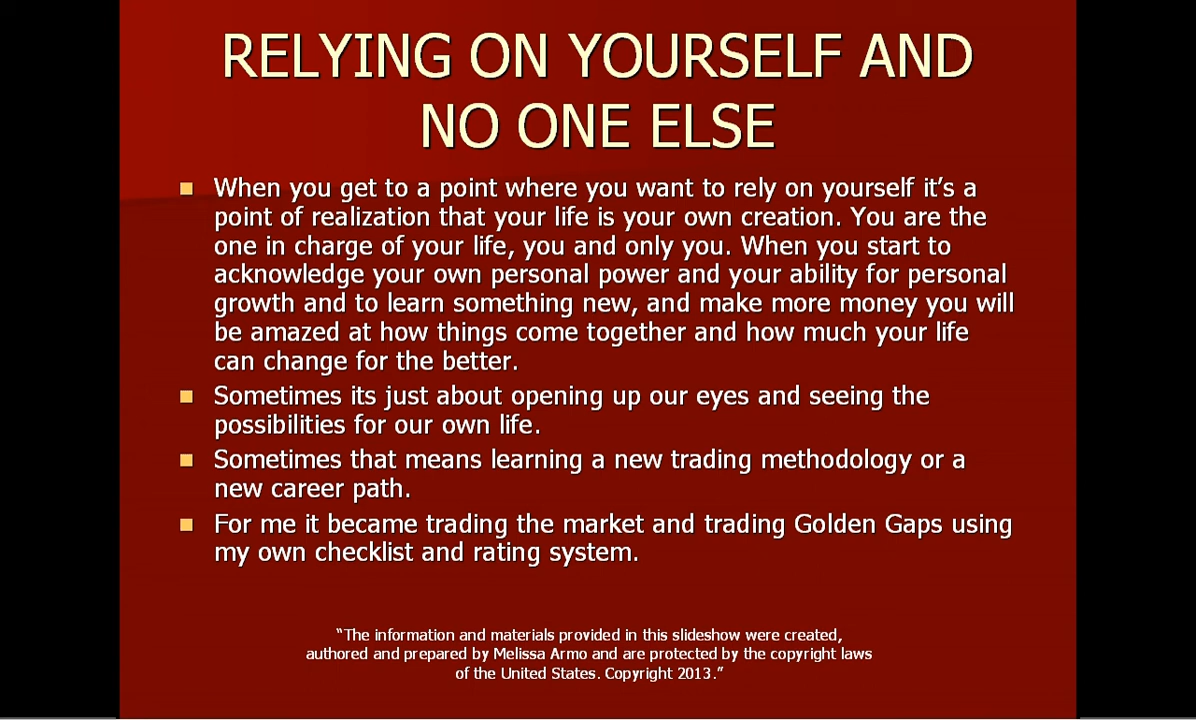 RELYING ON YOURSELF AND
NO ONE ELSE
When you get to a point where you want to rely on yourself it’s a
point of realization that your life is your own creation. You are the
one in charge of your life, you and only you. When you start to
acknowledge your own personal power and your ability for personal
growth and to learn something new, and make more money you will
be amazed at how things come together and how much your life
can change for the better.
Sometimes its just about opening up our eyes and seeing the
possibilities for our own life.
Sometimes that means learning a new trading methodology or a
new career path.
For me it became trading the market and trading Golden Gaps using
my own checklist and rating system.
“The information and materials provided in this slideshow were created,
authored and prepared by Melissa Armo and are protected by the copyright laws
of the United States. Copyright 2013.”